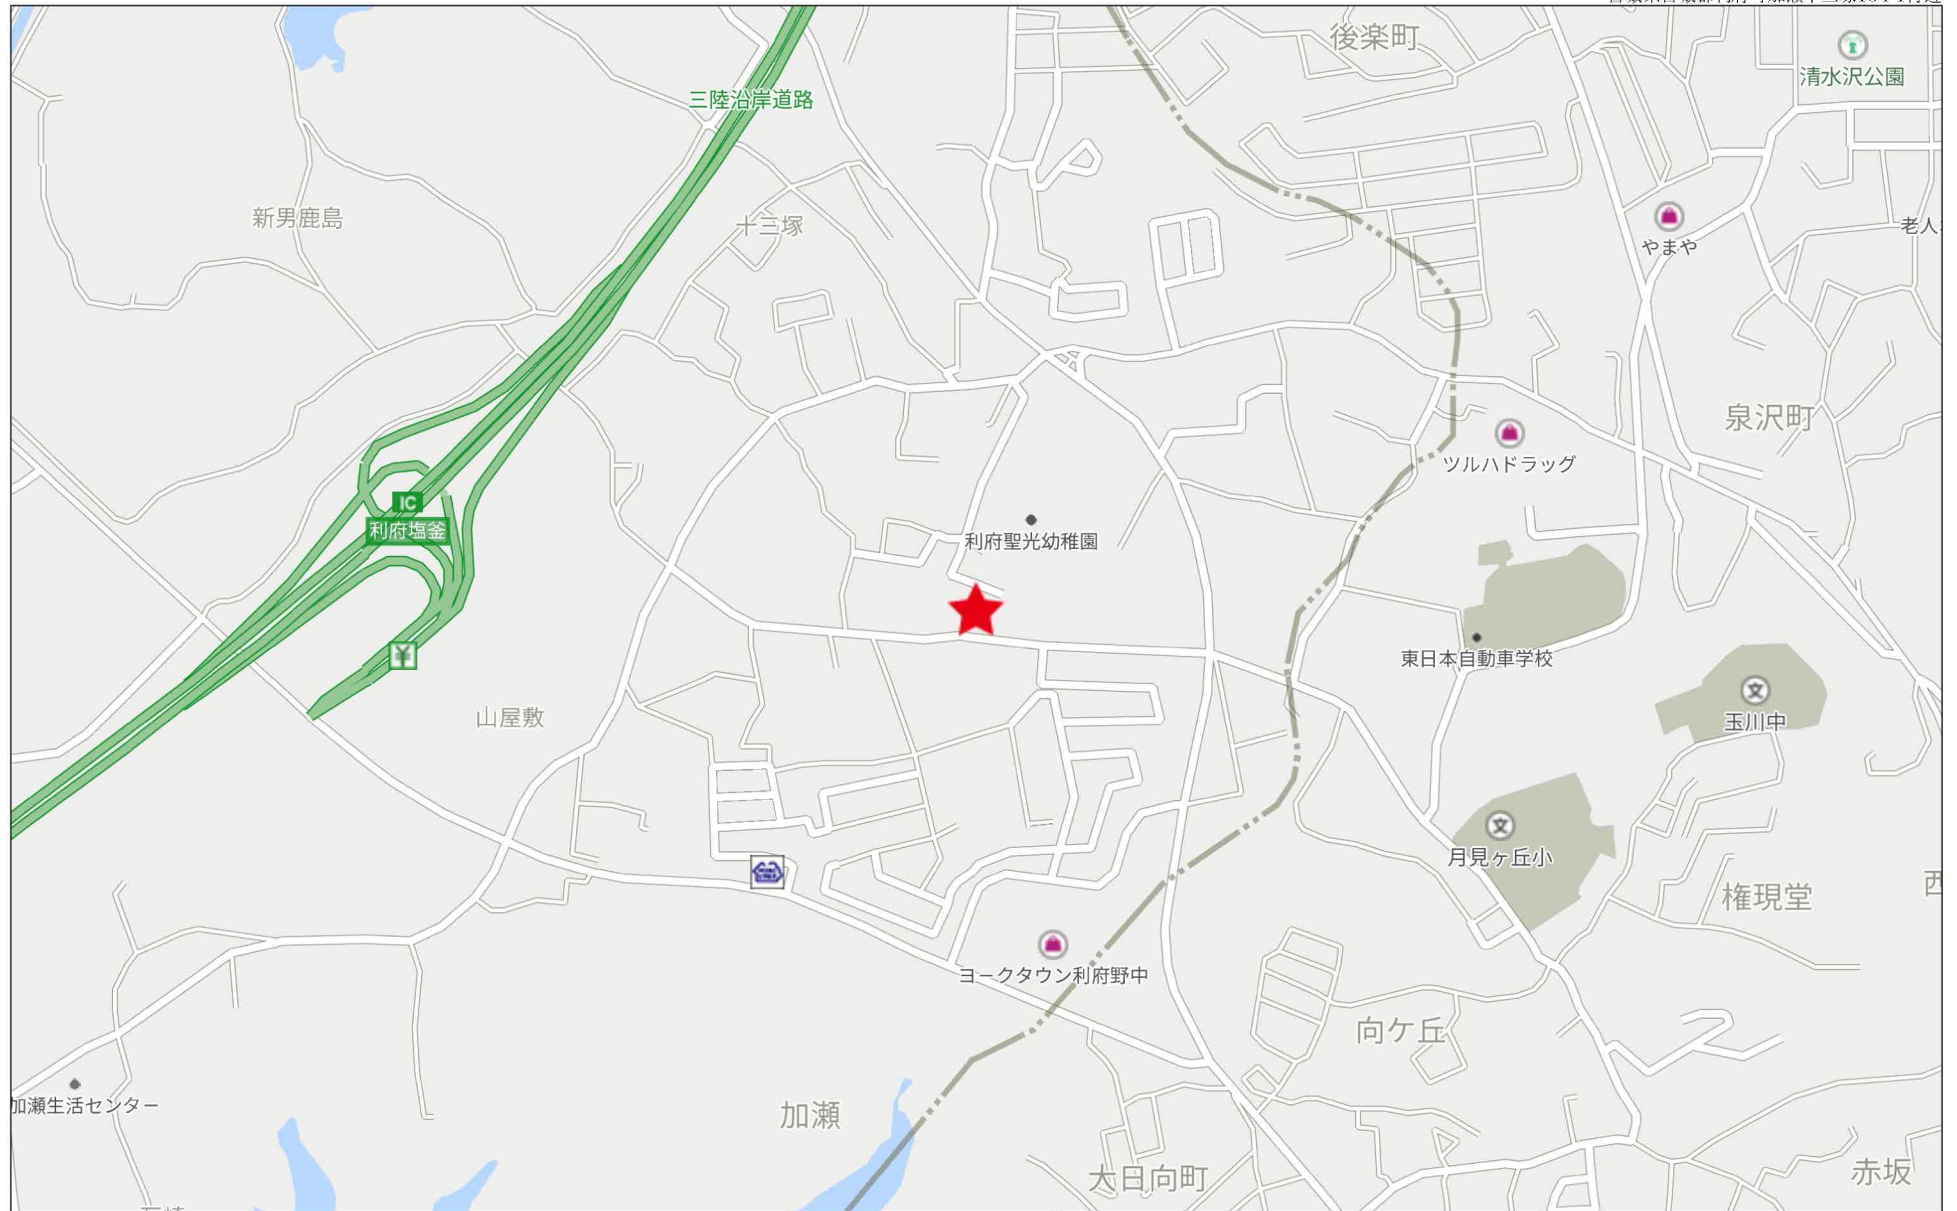 後楽町
清水沢公園
三陸沿岸道路
新男鹿島
十三塚
やまや
老人
泉沢町
ツルハドラッグ
IC
利府塩釜
利府聖光幼稚園
¥
東日本自動車学校
文
玉川中
山屋敷
文
月見ヶ丘小
権現堂
西
ヨークタウン利府野中
向ケ丘
加瀬生活センター
加瀬
大日向町
赤坂